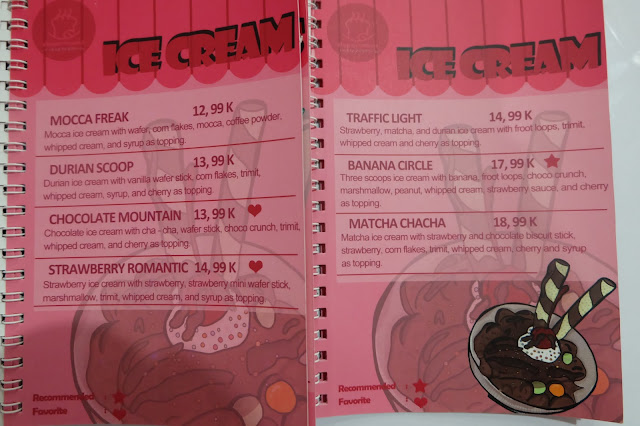 ICE CREAM
MOCCA FREAK 12,99 K
Mocca ice cream with wafer, corn flakes, mocca, coffee powder,
whipped cream, and syrup as topping.
DURIAN SCOOP 13,99 K
Durian ice cream with vanilla wafer stick, corn flakes, trimit,
whipped cream, syrup, and cherry as topping.
CHOCOLATE MOUNTAIN 13,99 K
Chocolate ice cream with cha - cha, wafer stick, choco crunch, trimit,
whipped cream, and cherry as topping.
STRAWBERRY ROMANTIC 14,99 K
Strawberry ice cream with strawberry, strawberry mini wafer stick,
marshmallow, trimit, whipped cream, and syrup as topping
Recommended :
Favorite :
ICE CREAM
TRAFFIC LIGHT 14,99 K
Strawberry, matcha, and durian ice cream with froot loops, trimit,
whipped cream and cherry as topping.
BANANA CIRCLE 17,99 K
Three scoops ice cream with banana, froot loops, choco crunch,
marshmallow, peanut, whipped cream, strawberry sauce, and cherry
as topping.
MATCHA CHACHA 18,99 K
Matcha ice cream with strawberry and chocolate biscuit stick,
strawberry, corn flakes, trimit, whipped cream, cherry and syrup
as topping.
Recommended :
Favorite :